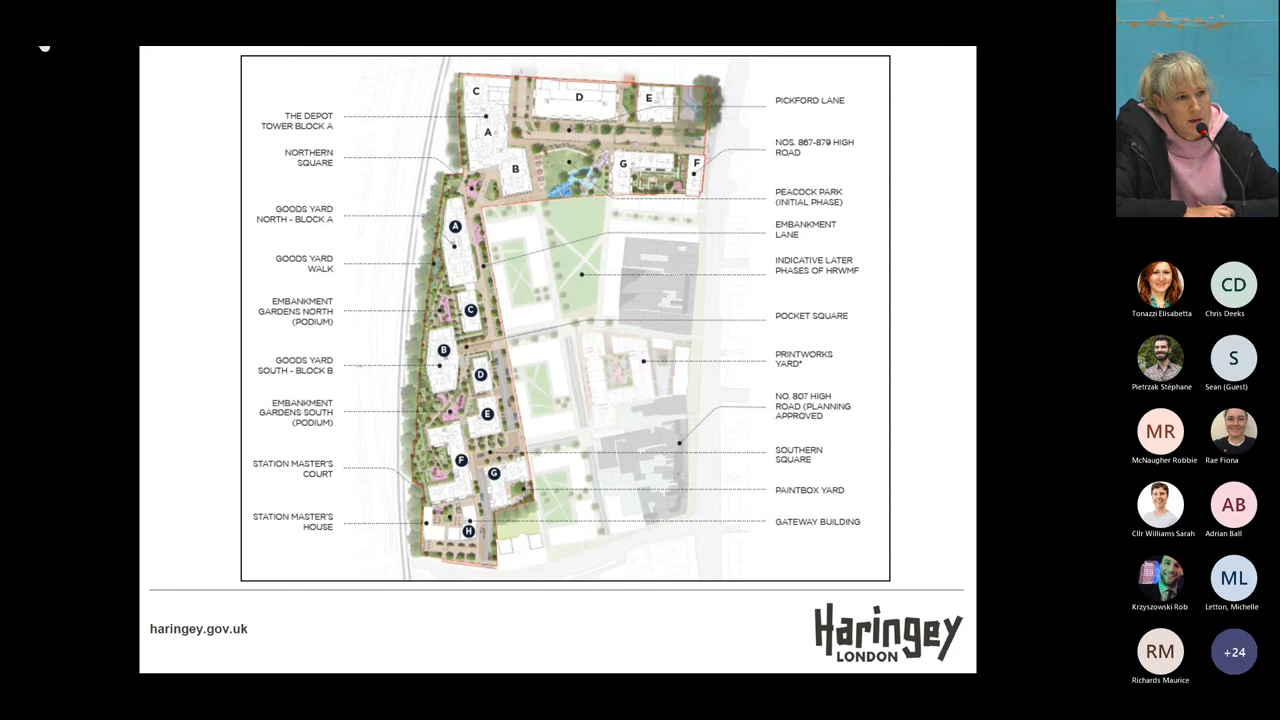 THE DEPOT
TOWER BLOCK A
NORTHERN
SQUARE
GOODS YARD
NORTH - BLOCK A
GOODS YARD
WALK
EMBANKMENT
GARDENS NORTH
(PODIUM)
GOODS YARD
SOUTH - BLOCK B
EMBANKMENT
GARDENS SOUTH
(PODIUM)
STATION MASTER'S
COURT
STATION MASTER'S
HOUSE
C
D
E
A
B
G
F
A
C
B
D
E
F
G
H
PICKFORD LANE
NOS. 867-879 HIGH
ROAD
PEACOCK PARK
(INITIAL PHASE)
EMBANKMENT
LANE
INDICATIVE LATER
PHASES OF HRWMF
POCKET SQUARE
PRINTWORKS
YARD*
NO. 807 HIGH
ROAD (PLANNING
APPROVED
SOUTHERN
SQUARE
PAINTBOX YARD
GATEWAY BUILDING
haringey.gov.uk
Haringey
LONDON
Tonazzi Elisabetta
CD
Chris Deeks
Pietrzak Stéphane
S
Sean (Guest)
MR
McNaugher Robbie
Rae Fiona
Cllr Williams Sarah
AB
Adrian Ball
Krzyszowski Rob
ML
Letton, Michelle
RM
Richards Maurice
+24